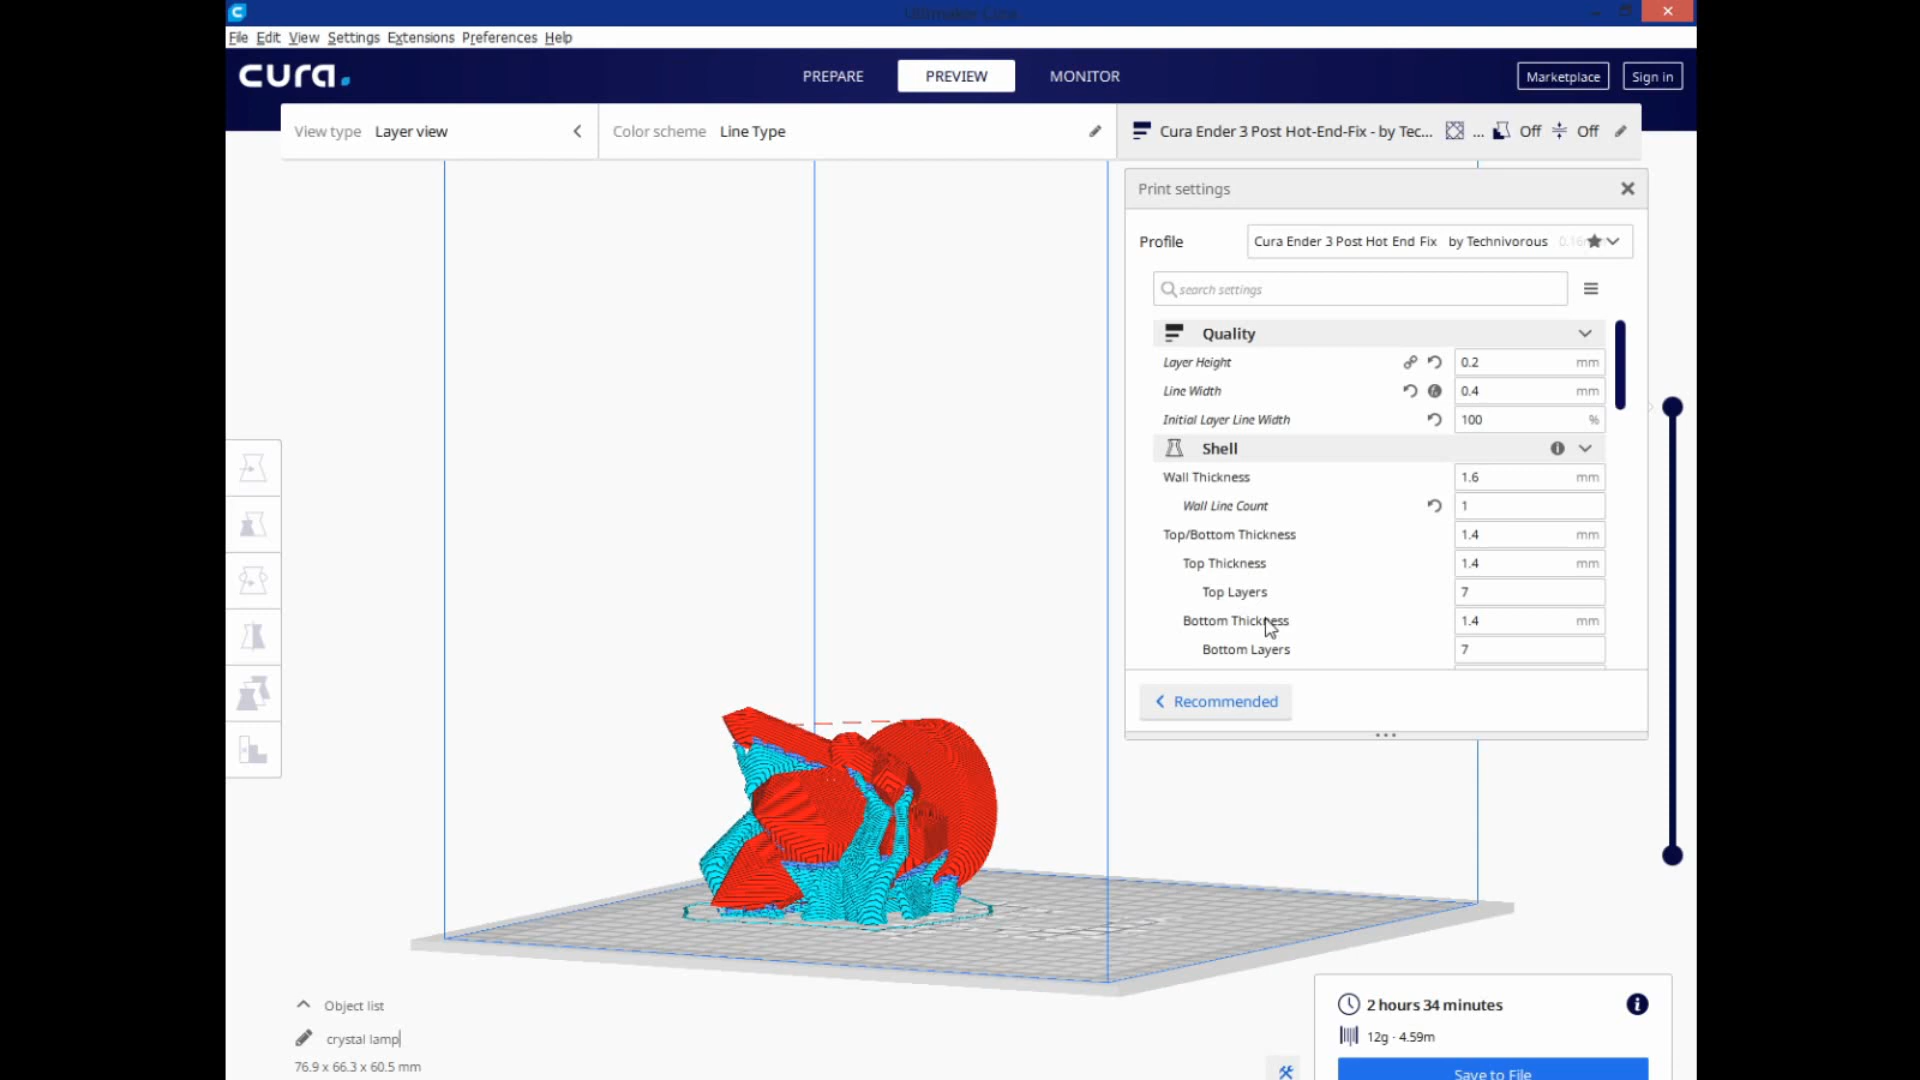 Ultimaker Cura
File Edit View Settings Extensions Preferences Help
cura.
PREPARE PREVIEW MONITOR
Marketplace Sign in
View type Layer view
Color scheme Line Type
Cura Ender 3 Post Hot-End-Fix - by Tec... ... Off Off
Print settings
Profile
Cura Ender 3 Post Hot End Fix by Technivorous
search settings
Quality
Layer Height 0.2 mm
Line Width 0.4 mm
Initial Layer Line Width 100 %
Shell
Wall Thickness 1.6 mm
Wall Line Count 1
Top/Bottom Thickness 1.4 mm
Top Thickness 1.4 mm
Top Layers 7
Bottom Thickness 1.4 mm
Bottom Layers 7
Recommended
Object list
crystal lamp
76.9 x 66.3 x 60.5 mm
2 hours 34 minutes
12g · 4.59m
Save to File